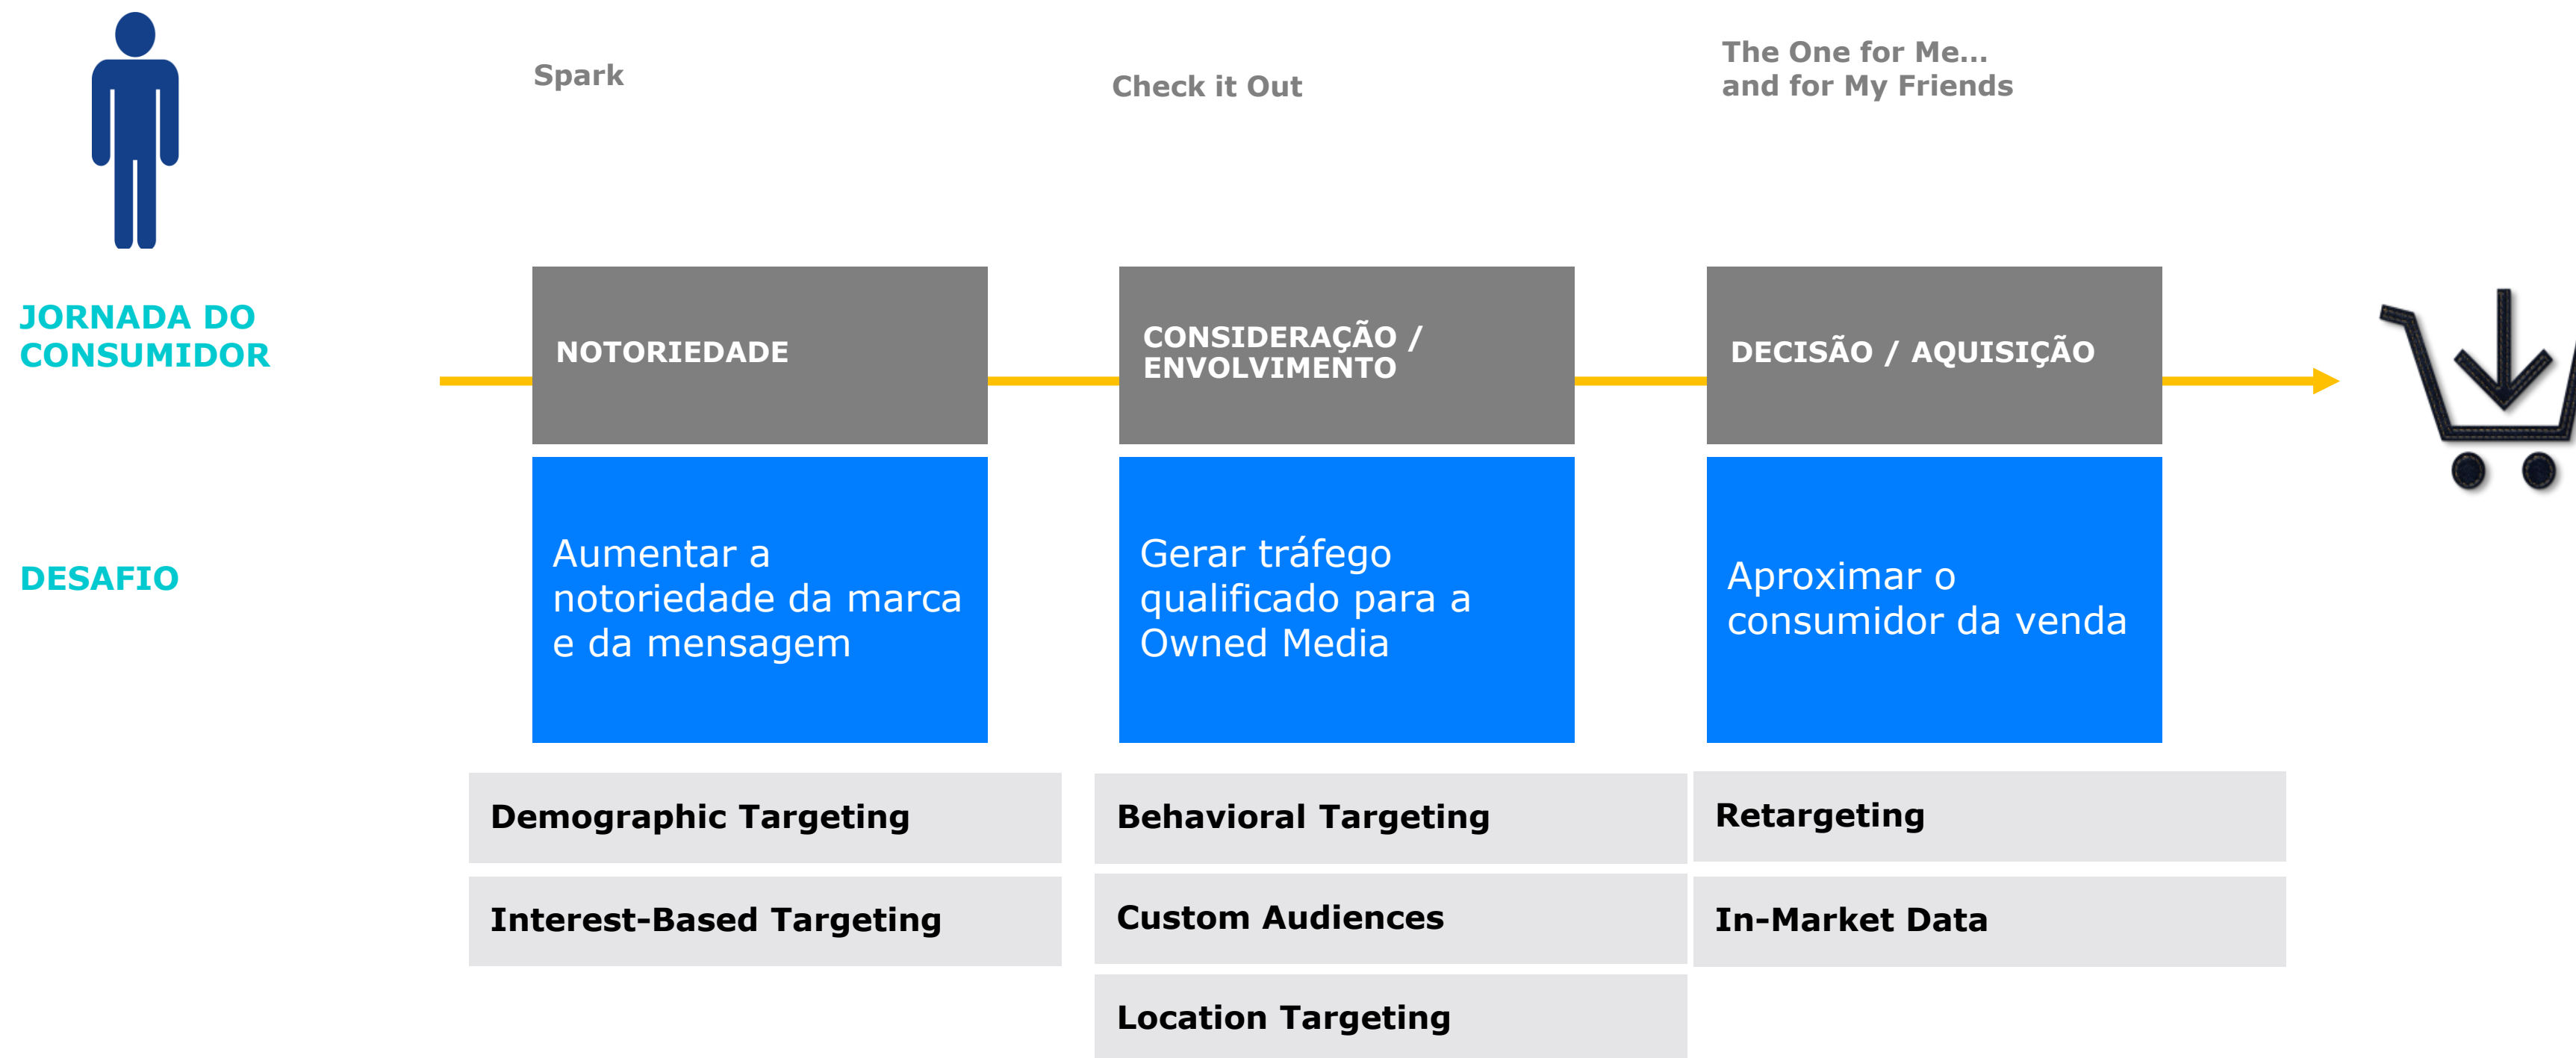 Spark
Check it Out
The One for Me...
and for My Friends
JORNADA DO
CONSUMIDOR
NOTORIEDADE
CONSIDERAÇÃO /
ENVOLVIMENTO
DECISÃO / AQUISIÇÃO
DESAFIO
Aumentar a
notoriedade da marca
e da mensagem
Gerar tráfego
qualificado para a
Owned Media
Aproximar o
consumidor da venda
Demographic Targeting
Behavioral Targeting
Retargeting
Interest-Based Targeting
Custom Audiences
In-Market Data
Location Targeting